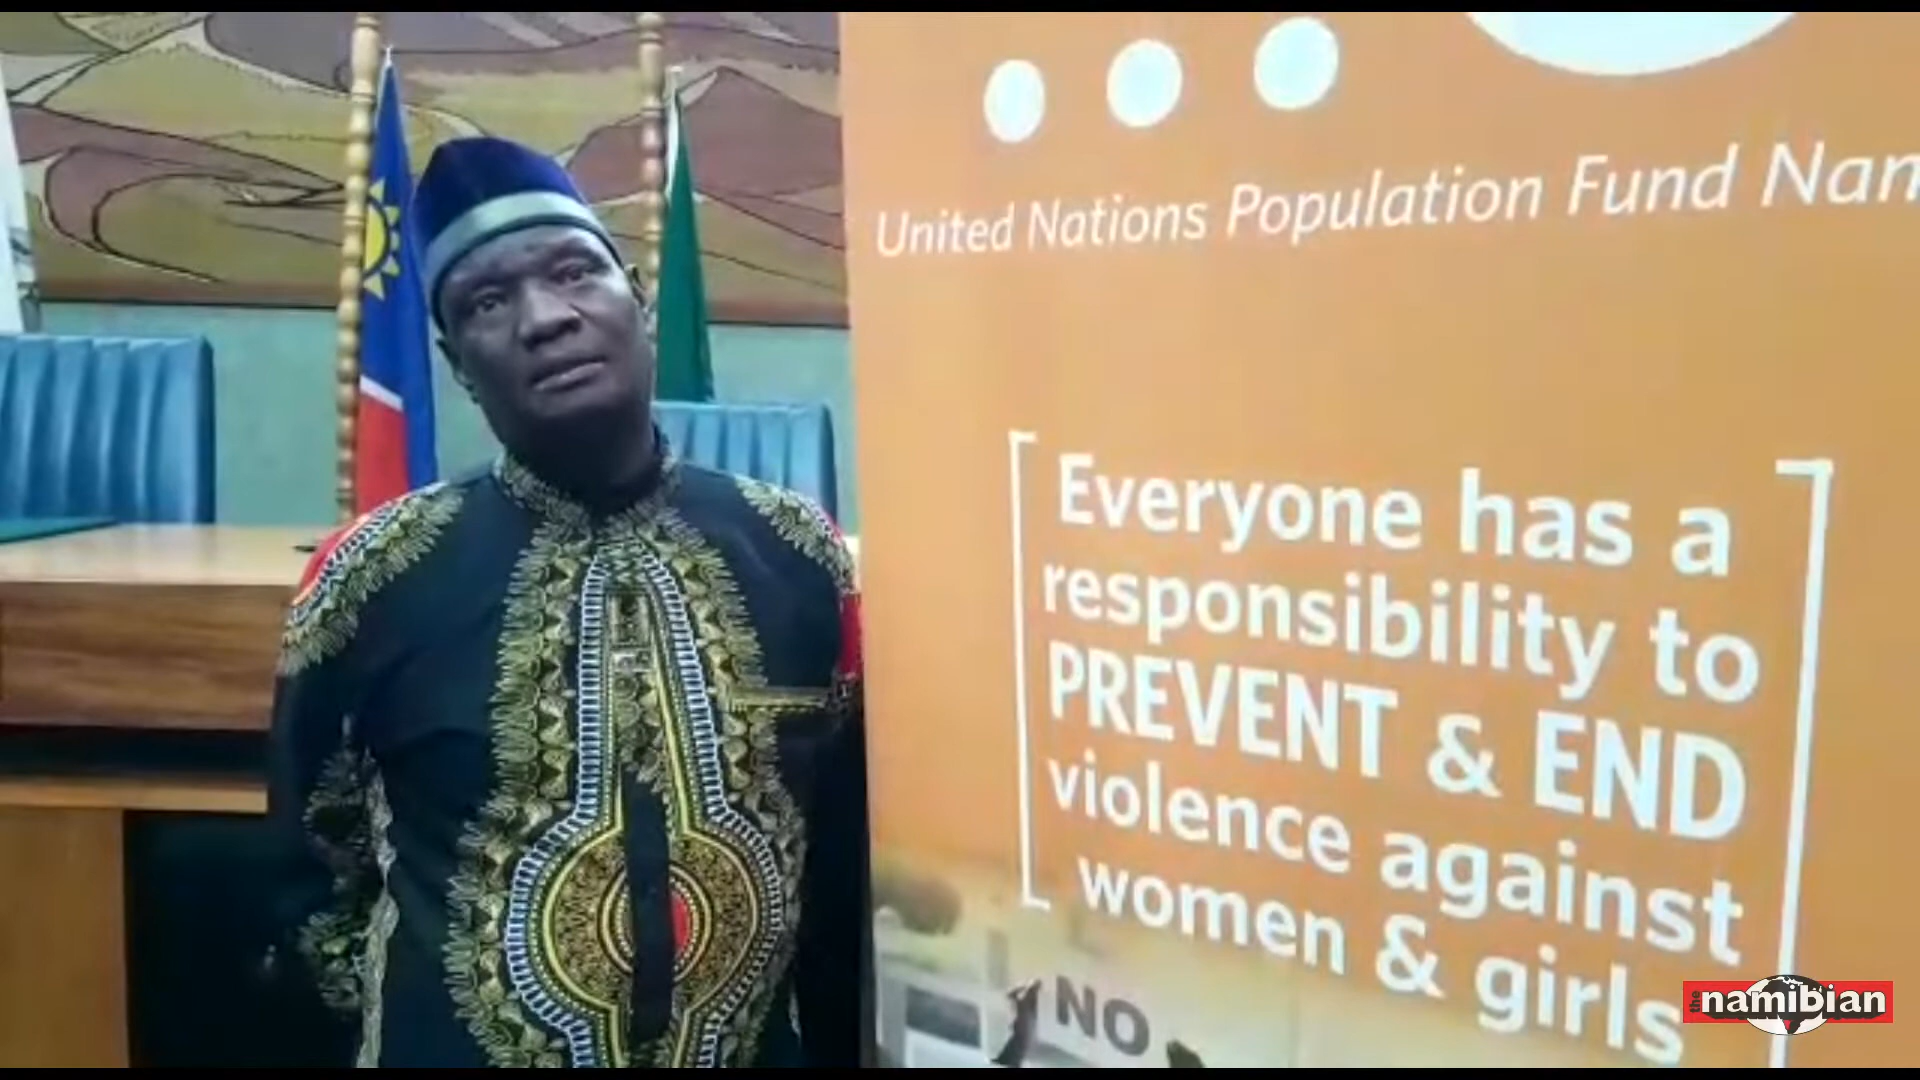 United Nations Population Fund Nam
Everyone has a
responsibility to
PREVENT & END
violence against
women & girls
NO
the namibian